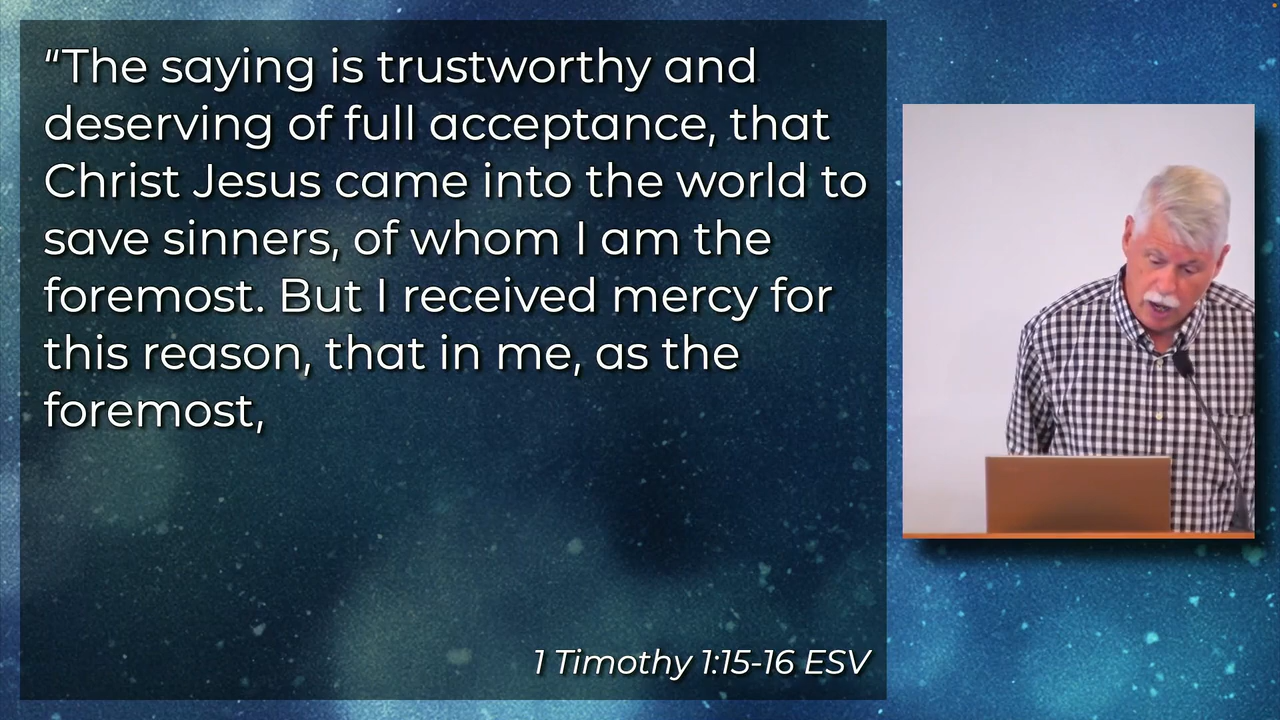 “The saying is trustworthy and
deserving of full acceptance, that
Christ Jesus came into the world to
save sinners, of whom I am the
foremost. But I received mercy for
this reason, that in me, as the
foremost,
1 Timothy 1:15-16 ESV